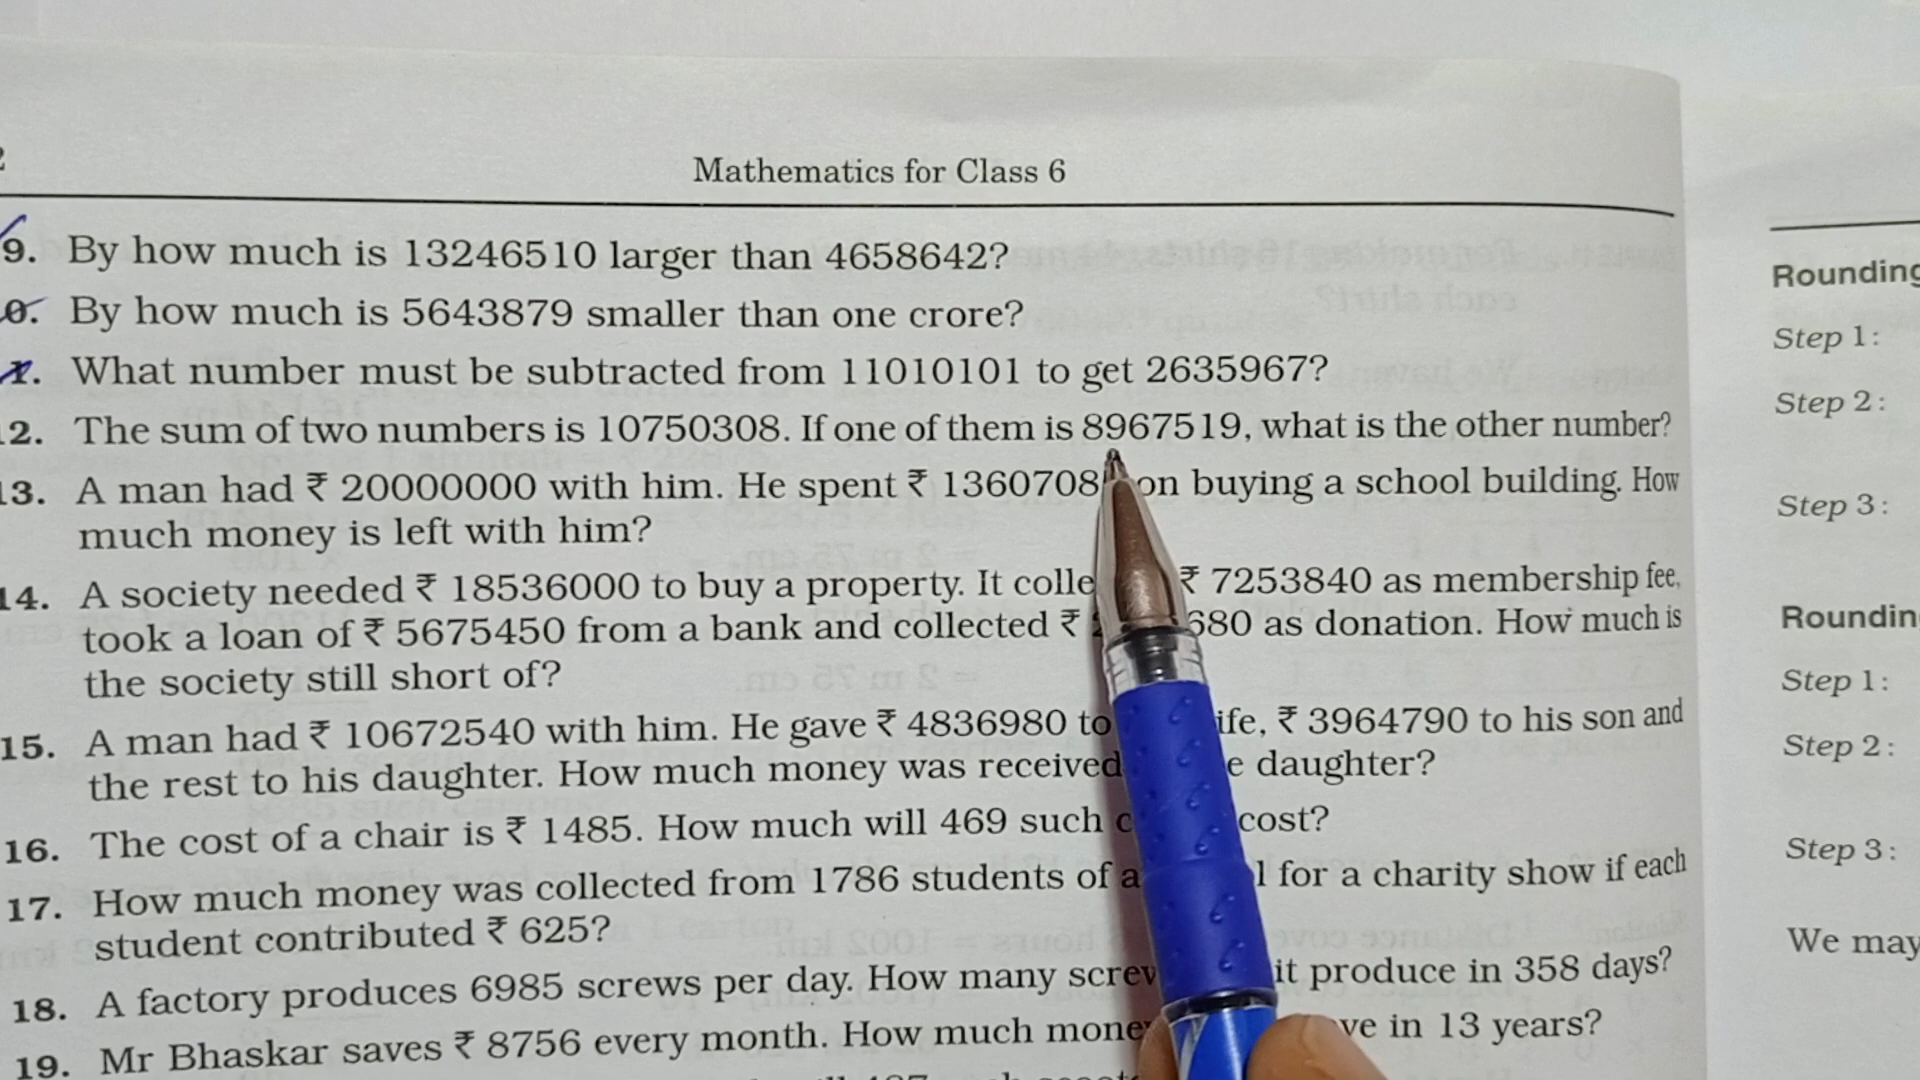 Mathematics for Class 6
9. By how much is 13246510 larger than 4658642?
0. By how much is 5643879 smaller than one crore?
1. What number must be subtracted from 11010101 to get 2635967?
12. The sum of two numbers is 10750308. If one of them is 8967519, what is the other number?
13. A man had ₹ 20000000 with him. He spent ₹ 1360708 on buying a school building. How
much money is left with him?
14. A society needed ₹ 18536000 to buy a property. It colle ₹ 7253840 as membership fee,
took a loan of ₹ 5675450 from a bank and collected ₹ 680 as donation. How much is
the society still short of?
15. A man had ₹ 10672540 with him. He gave ₹ 4836980 to ife, ₹ 3964790 to his son and
the rest to his daughter. How much money was received e daughter?
16. The cost of a chair is ₹ 1485. How much will 469 such c cost?
17. How much money was collected from 1786 students of a l for a charity show if each
student contributed ₹ 625?
18. A factory produces 6985 screws per day. How many screw it produce in 358 days?
19. Mr Bhaskar saves ₹ 8756 every month. How much mone ve in 13 years?
Rounding
Step 1:
Step 2:
Step 3:
Roundin
Step 1:
Step 2:
Step 3:
We may